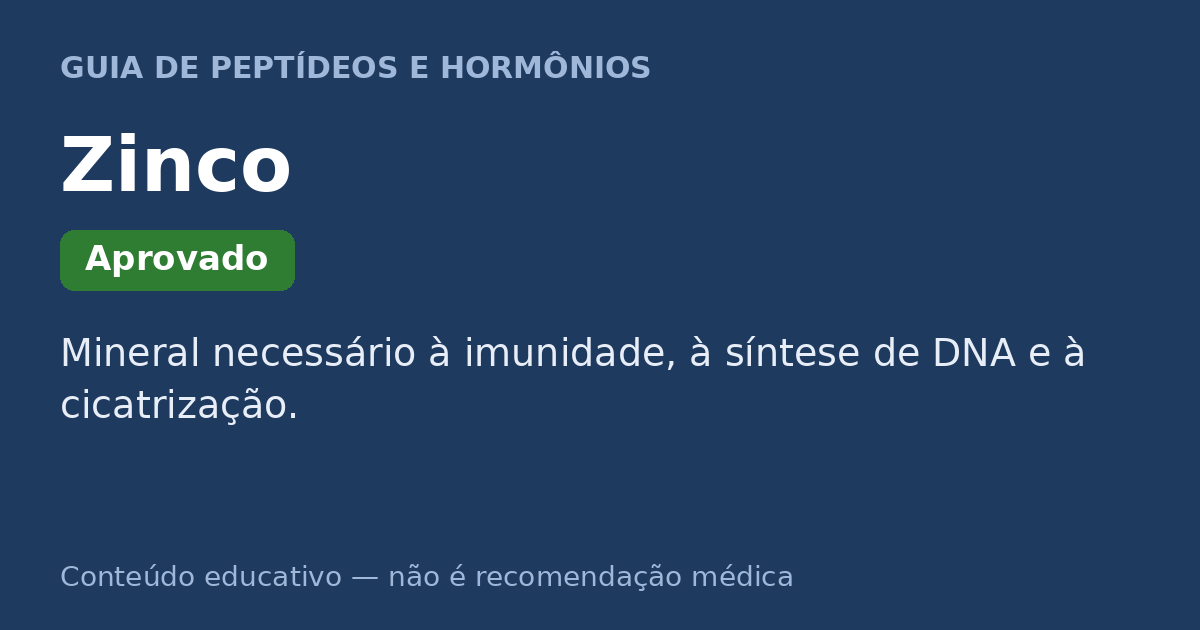 GUIA DE PEPTÍDEOS E HORMÔNIOS
Zinco
Aprovado
Mineral necessário à imunidade, à síntese de DNA e à
cicatrização.
Conteúdo educativo — não é recomendação médica